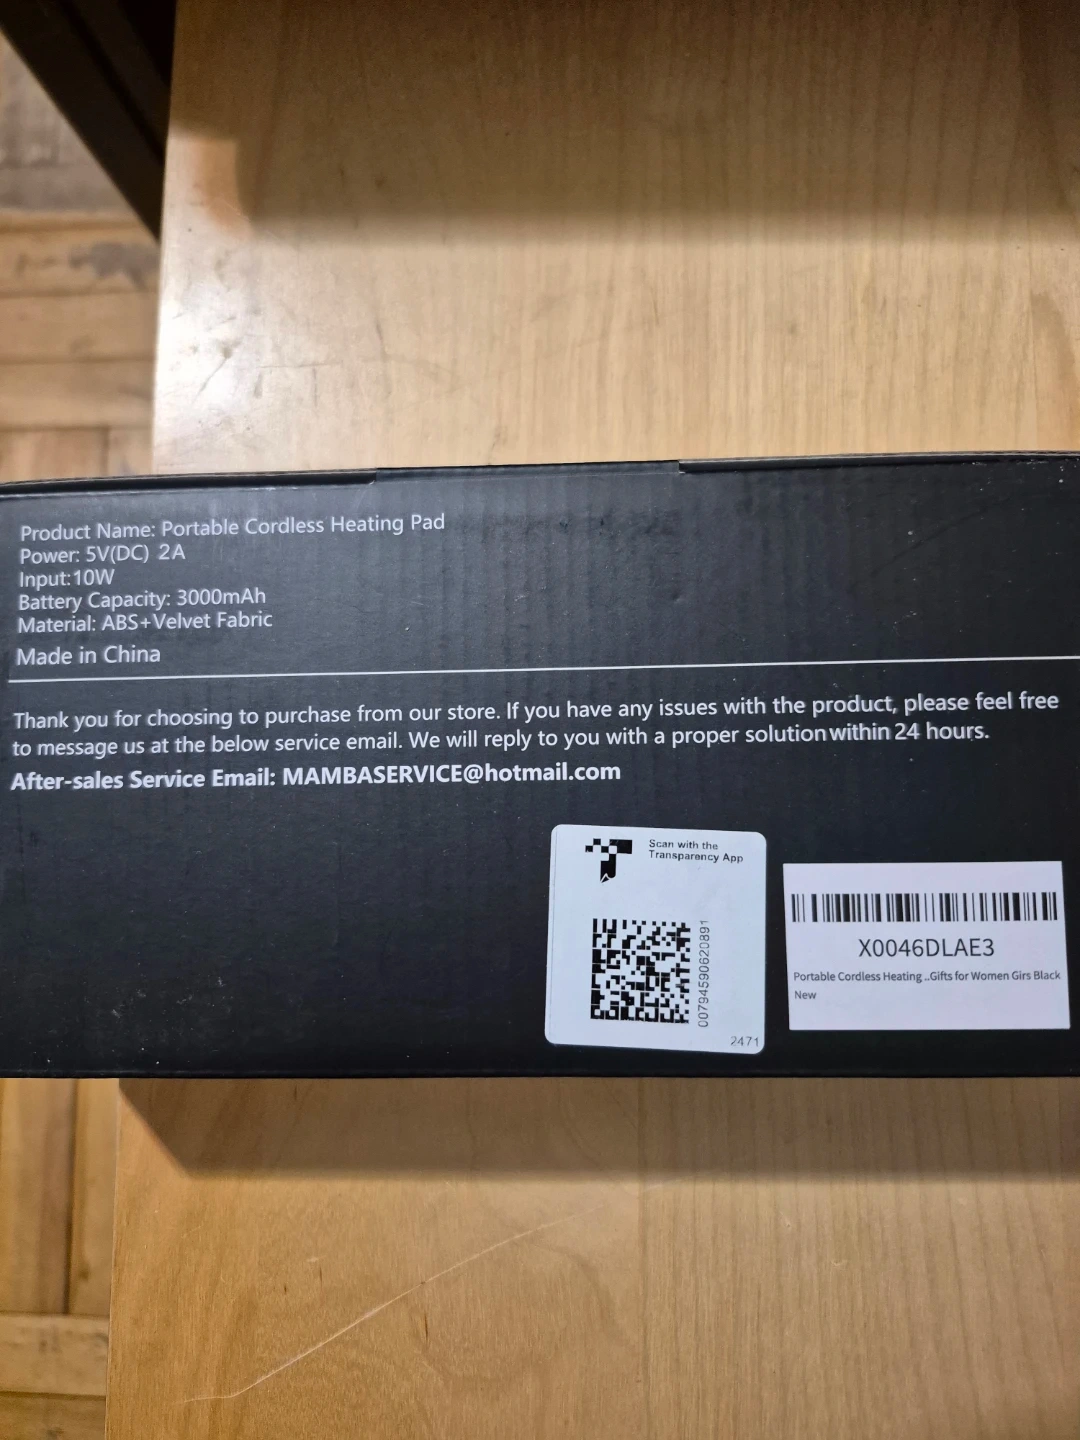 Product Name: Portable Cordless Heating Pad
Power: 5V(DC) 2A
Input:10W
Battery Capacity: 3000mAh
Material: ABS+Velvet Fabric
Made in China
Thank you for choosing to purchase from our store. If you have any issues with the product, please feel free
to message us at the below service email. We will reply to you with a proper solution within 24 hours.
After-sales Service Email: MAMBASERVICE@hotmail.com
Scan with the
Transparency App
00794590620891
2471
X0046DLAE3
Portable Cordless Heating ...Gifts for Women Girs Black
New